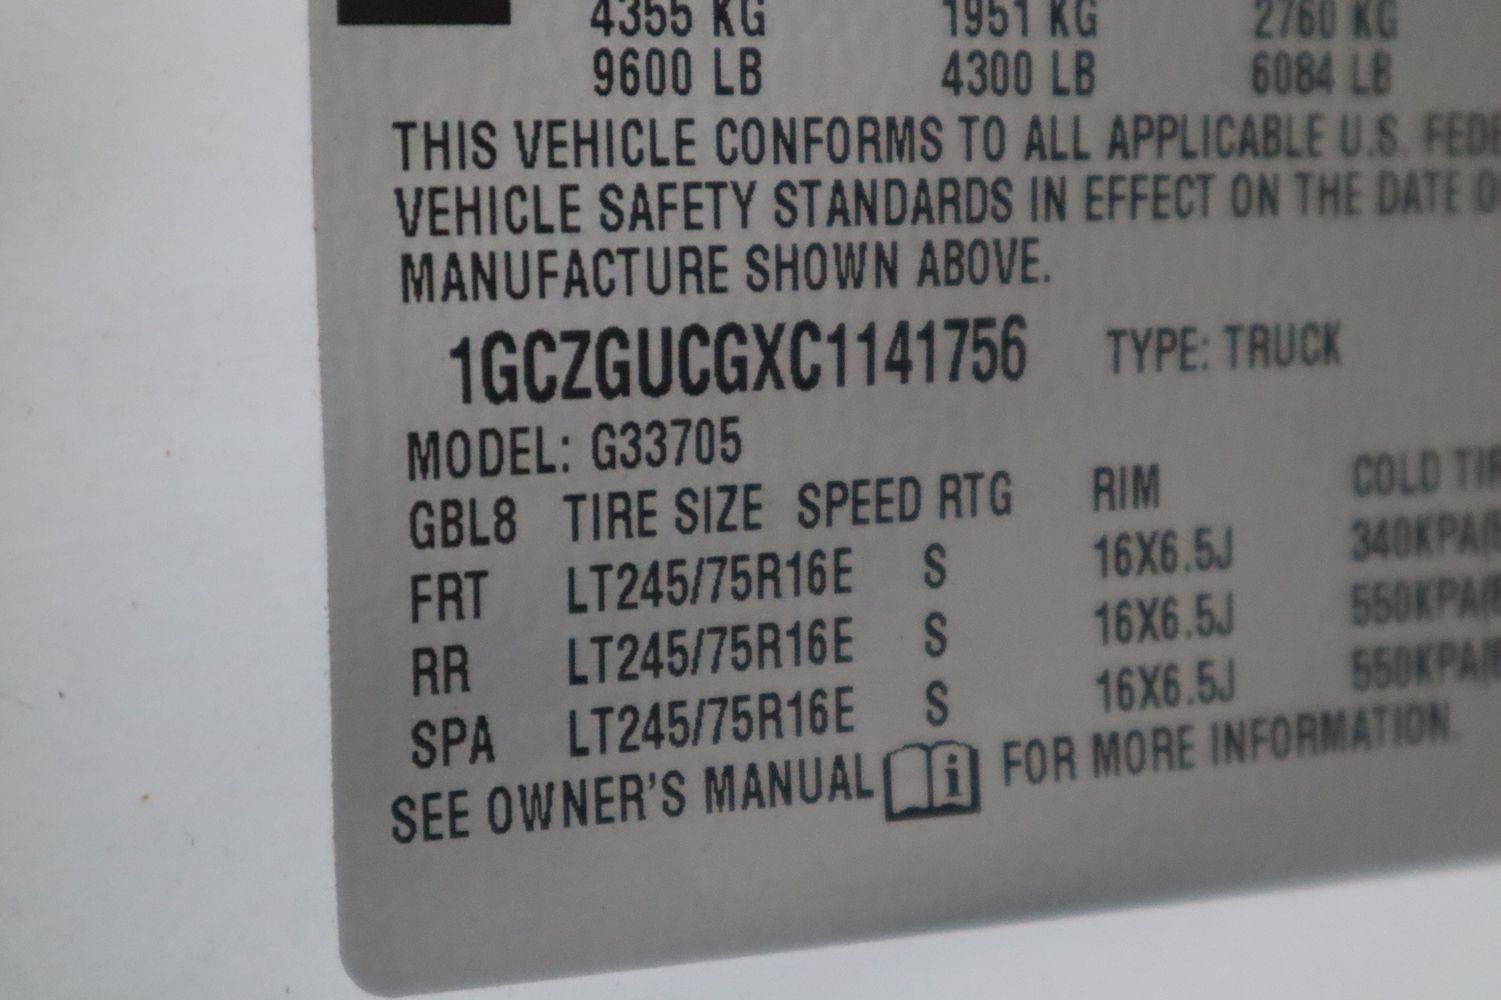 4355 KG 1951 KG 2760 KG
9600 LB 4300 LB 6084 LB
THIS VEHICLE CONFORMS TO ALL APPLICABLE U.S. FEDE
VEHICLE SAFETY STANDARDS IN EFFECT ON THE DATE O
MANUFACTURE SHOWN ABOVE.
1GCZGUCGXC1141756 TYPE: TRUCK
MODEL: G33705
GBL8 TIRE SIZE SPEED RTG RIM COLD TIR
FRT LT245/75R16E S 16X6.5J 340KPA(
RR LT245/75R16E S 16X6.5J 550KPA(
SPA LT245/75R16E S 16X6.5J 550KPA(
SEE OWNER'S MANUAL i FOR MORE INFORMATION.